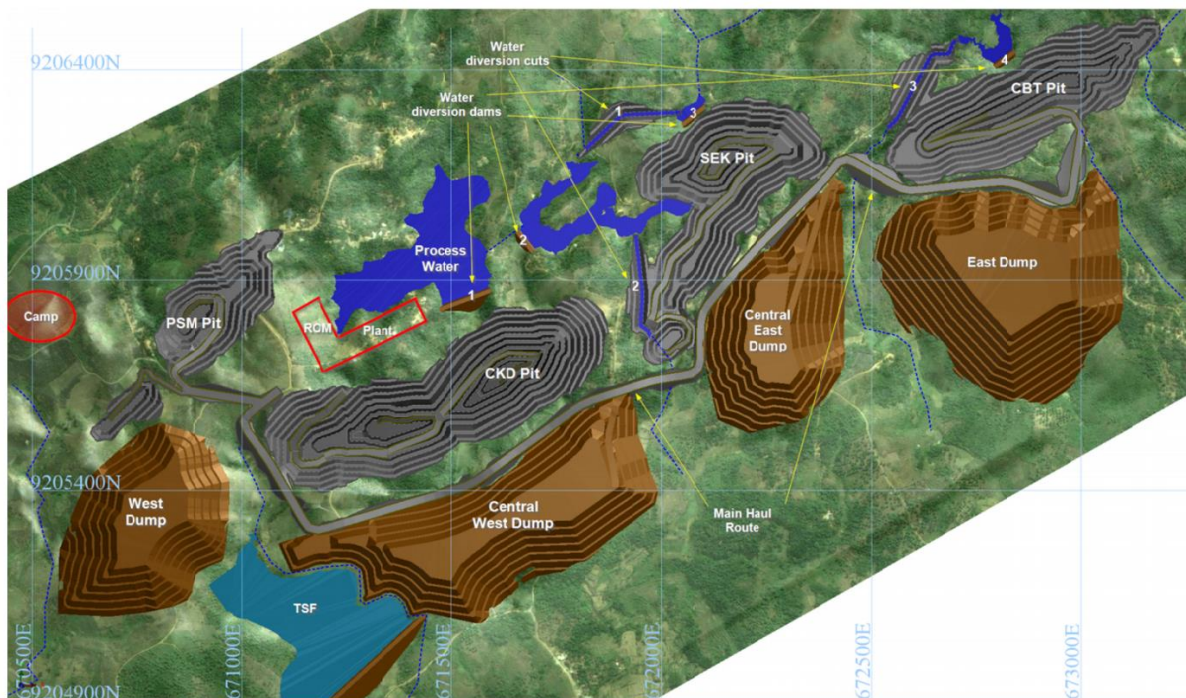 Water
diversion cuts
9206400N
4
3
CBT Pit
Water
diversion dams
1
3
SEK Pit
2
Process
Water
9205900N
East Dump
2
1
Camp
PSM Pit
ROM
Plant
Central
East
Dump
CKD Pit
9205400N
West
Dump
Central
West Dump
Main Haul
Route
TSF
670500E
671000E
671500E
672000E
672500E
673000E
9204900N